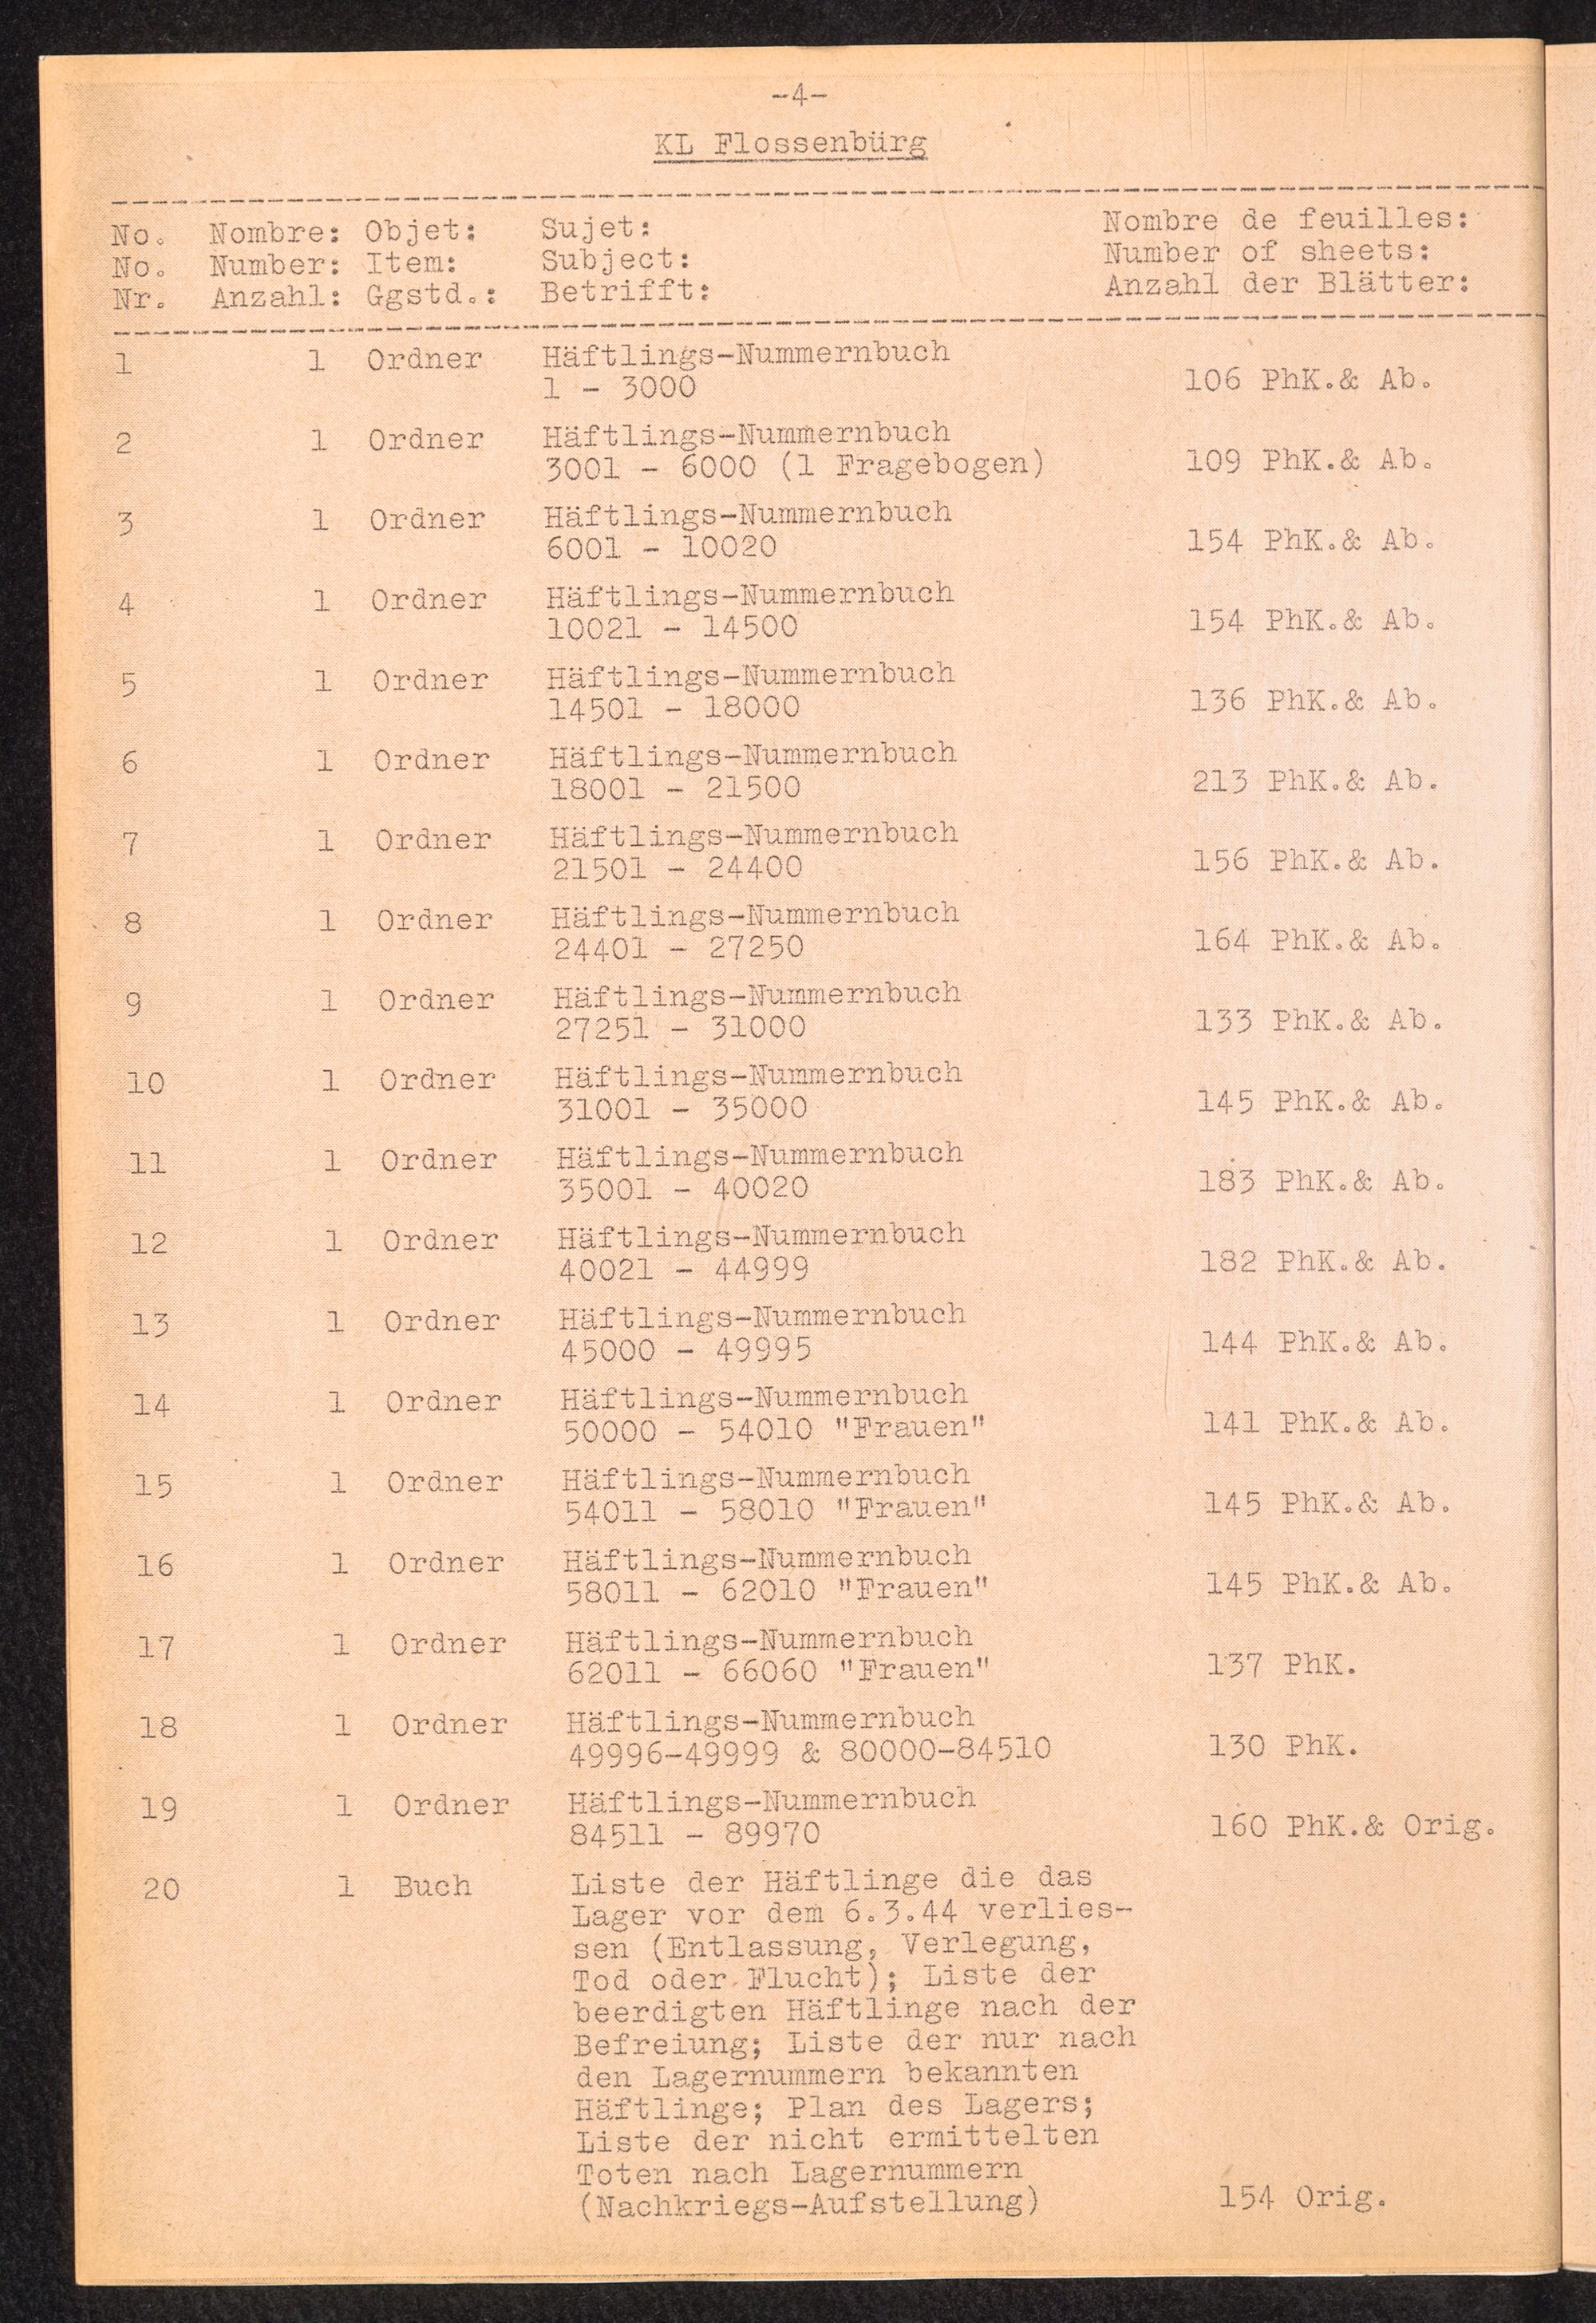 -4-
KL Flossenbürg
No. Nombre: Objet: Sujet: Nombre de feuilles:
No. Number: Item: Subject: Number of sheets:
Nr. Anzahl: Ggstd.: Betrifft: Anzahl der Blätter:
1 1 Ordner Häftlings-Nummernbuch
1 - 3000 106 PhK.& Ab.
2 1 Ordner Häftlings-Nummernbuch
3001 - 6000 (1 Fragebogen) 109 PhK.& Ab.
3 1 Ordner Häftlings-Nummernbuch
6001 - 10020 154 PhK.& Ab.
4 1 Ordner Häftlings-Nummernbuch
10021 - 14500 154 PhK.& Ab.
5 1 Ordner Häftlings-Nummernbuch
14501 - 18000 136 PhK.& Ab.
6 1 Ordner Häftlings-Nummernbuch
18001 - 21500 213 PhK.& Ab.
7 1 Ordner Häftlings-Nummernbuch
21501 - 24400 156 PhK.& Ab.
8 1 Ordner Häftlings-Nummernbuch
24401 - 27250 164 PhK.& Ab.
9 1 Ordner Häftlings-Nummernbuch
27251 - 31000 133 PhK.& Ab.
10 1 Ordner Häftlings-Nummernbuch
31001 - 35000 145 PhK.& Ab.
11 1 Ordner Häftlings-Nummernbuch
35001 - 40020 183 PhK.& Ab.
12 1 Ordner Häftlings-Nummernbuch
40021 - 44999 182 PhK.& Ab.
13 1 Ordner Häftlings-Nummernbuch
45000 - 49995 144 PhK.& Ab.
14 1 Ordner Häftlings-Nummernbuch
50000 - 54010 "Frauen" 141 PhK.& Ab.
15 1 Ordner Häftlings-Nummernbuch
54011 - 58010 "Frauen" 145 PhK.& Ab.
16 1 Ordner Häftlings-Nummernbuch
58011 - 62010 "Frauen" 145 PhK.& Ab.
17 1 Ordner Häftlings-Nummernbuch
62011 - 66060 "Frauen" 137 PhK.
18 1 Ordner Häftlings-Nummernbuch
49996-49999 & 80000-84510 130 PhK.
19 1 Ordner Häftlings-Nummernbuch
84511 - 89970 160 PhK.& Orig.
20 1 Buch Liste der Häftlinge die das
Lager vor dem 6.3.44 verlies-
sen (Entlassung, Verlegung,
Tod oder Flucht); Liste der
beerdigten Häftlinge nach der
Befreiung; Liste der nur nach
den Lagernummern bekannten
Häftlinge; Plan des Lagers;
Liste der nicht ermittelten
Toten nach Lagernummern
(Nachkriegs-Aufstellung) 154 Orig.